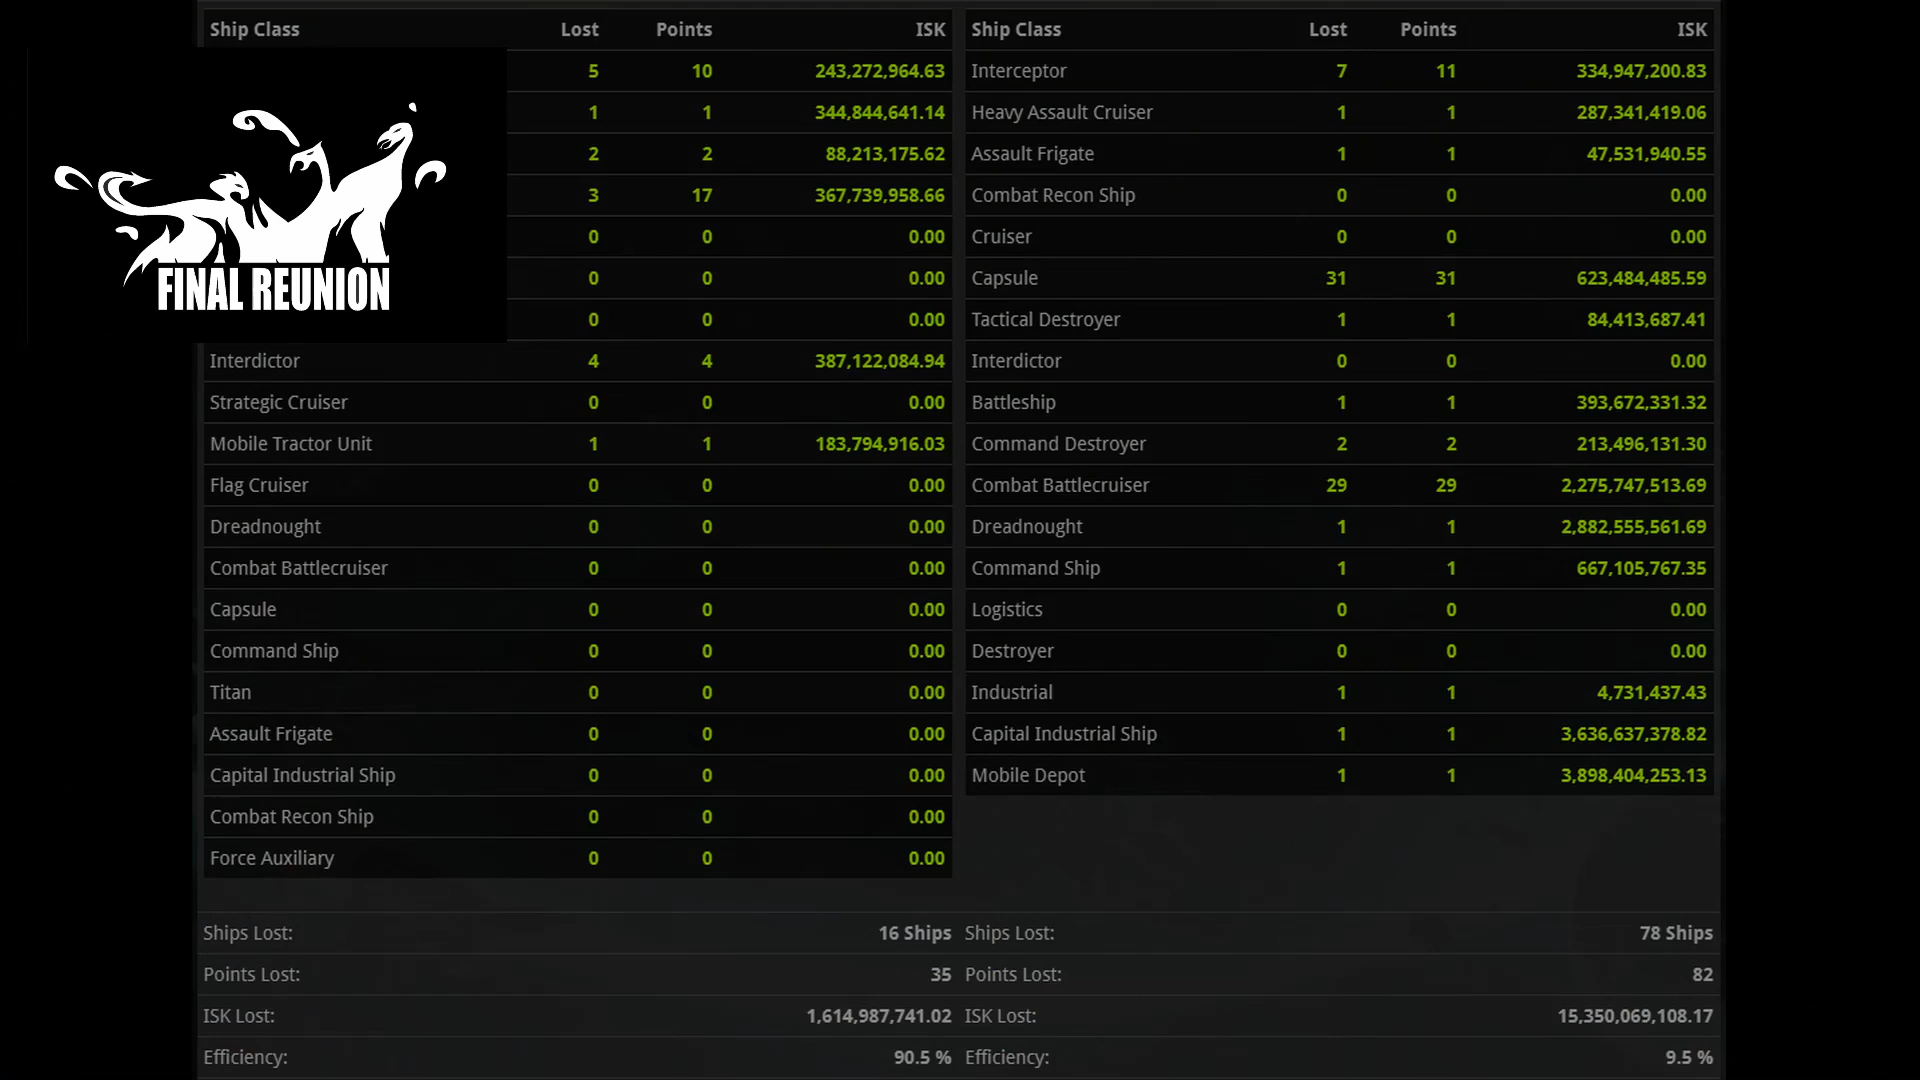 Ship Class Lost Points ISK Ship Class Lost Points ISK
5 10 243,272,964.63 Interceptor 7 11 334,947,200.83
1 1 344,844,641.14 Heavy Assault Cruiser 1 1 287,341,419.06
2 2 88,213,175.62 Assault Frigate 1 1 47,531,940.55
3 17 367,739,958.66 Combat Recon Ship 0 0 0.00
0 0 0.00 Cruiser 0 0 0.00
FINAL REUNION
0 0 0.00 Capsule 31 31 623,484,485.59
0 0 0.00 Tactical Destroyer 1 1 84,413,687.41
Interdictor 4 4 387,122,084.94 Interdictor 0 0 0.00
Strategic Cruiser 0 0 0.00 Battleship 1 1 393,672,331.32
Mobile Tractor Unit 1 1 183,794,916.03 Command Destroyer 2 2 213,496,131.30
Flag Cruiser 0 0 0.00 Combat Battlecruiser 29 29 2,275,747,513.69
Dreadnought 0 0 0.00 Dreadnought 1 1 2,882,555,561.69
Combat Battlecruiser 0 0 0.00 Command Ship 1 1 667,105,767.35
Capsule 0 0 0.00 Logistics 0 0 0.00
Command Ship 0 0 0.00 Destroyer 0 0 0.00
Titan 0 0 0.00 Industrial 1 1 4,731,437.43
Assault Frigate 0 0 0.00 Capital Industrial Ship 1 1 3,636,637,378.82
Capital Industrial Ship 0 0 0.00 Mobile Depot 1 1 3,898,404,253.13
Combat Recon Ship 0 0 0.00
Force Auxiliary 0 0 0.00
Ships Lost: 16 Ships Ships Lost: 78 Ships
Points Lost: 35 Points Lost: 82
ISK Lost: 1,614,987,741.02 ISK Lost: 15,350,069,108.17
Efficiency: 90.5 % Efficiency: 9.5 %